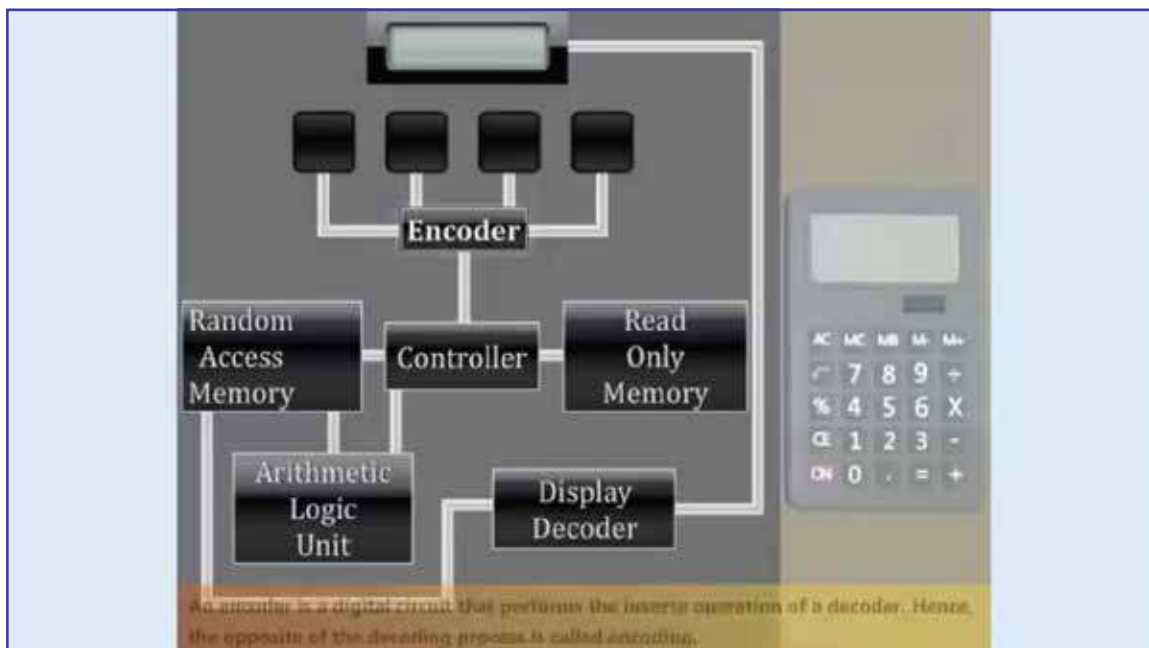 Encoder
Random
Access
Memory
Controller
Read
Only
Memory
Arithmetic
Logic
Unit
Display
Decoder
AC MC M- M+
7 8 9 ÷
% 4 5 6 X
CE 1 2 3 -
ON 0 . = +
An encoder is a digital circuit that performs the inverse operation of a decoder. Hence,
the opposite of the decoding process is called encoding.